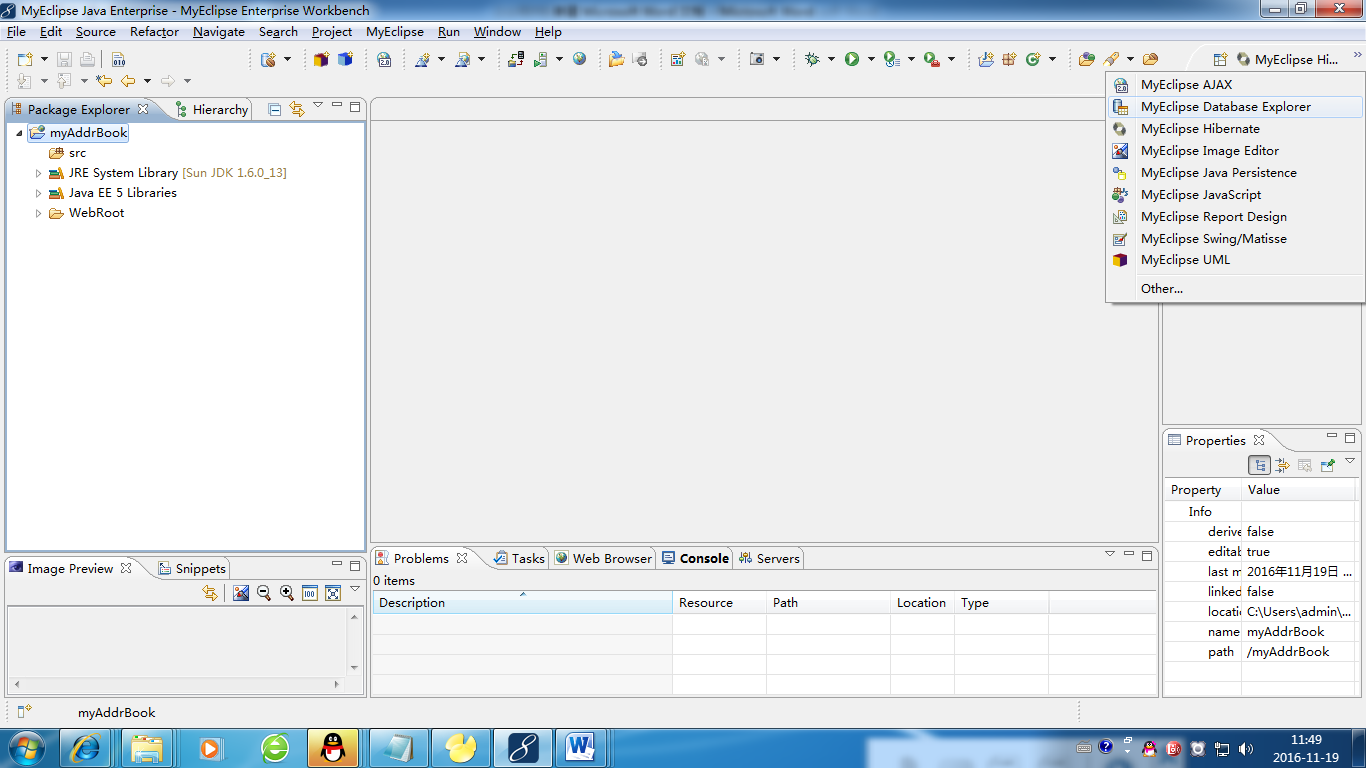 MyEclipse Java Enterprise - MyEclipse Enterprise Workbench
File Edit Source Refactor Navigate Search Project MyEclipse Run Window Help
MyEclipse Hi...
Package Explorer Hierarchy
myAddrBook
src
JRE System Library [Sun JDK 1.6.0_13]
Java EE 5 Libraries
WebRoot
MyEclipse AJAX
MyEclipse Database Explorer
MyEclipse Hibernate
MyEclipse Image Editor
MyEclipse Java Persistence
MyEclipse JavaScript
MyEclipse Report Design
MyEclipse Swing/Matisse
MyEclipse UML
Other...
Properties
Property Value
Info
derive false
editab true
last m 2016年11月19日 ...
linked false
locatio C:\Users\admin\...
name myAddrBook
path /myAddrBook
Image Preview Snippets
Problems Tasks Web Browser Console Servers
0 items
Description Resource Path Location Type
myAddrBook
11:49
2016-11-19